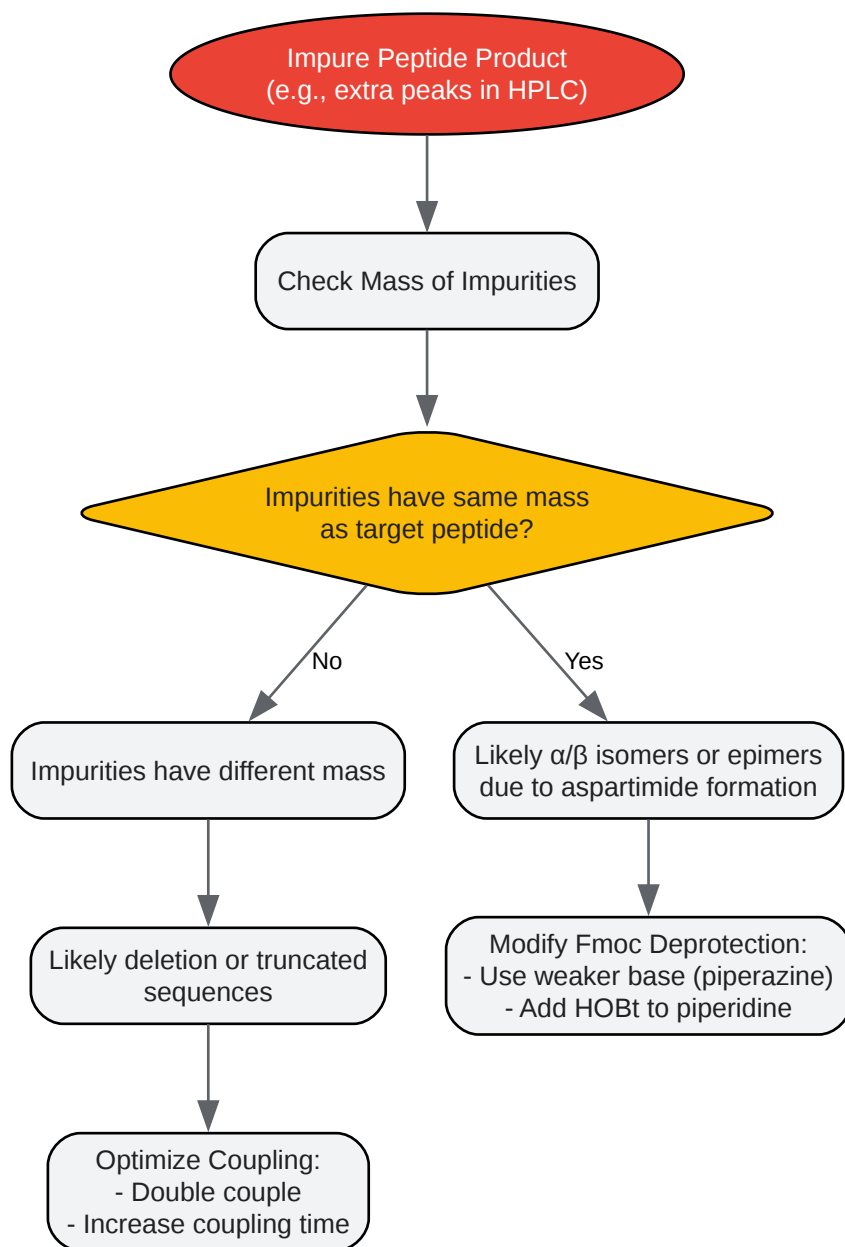 Impure Peptide Product
(e.g., extra peaks in HPLC)
Check Mass of Impurities
Impurities have same mass
as target peptide?
No
Yes
Impurities have different mass
Likely α/β isomers or epimers
due to aspartimide formation
Likely deletion or truncated
sequences
Modify Fmoc Deprotection:
- Use weaker base (piperazine)
- Add HOBt to piperidine
Optimize Coupling:
- Double couple
- Increase coupling time